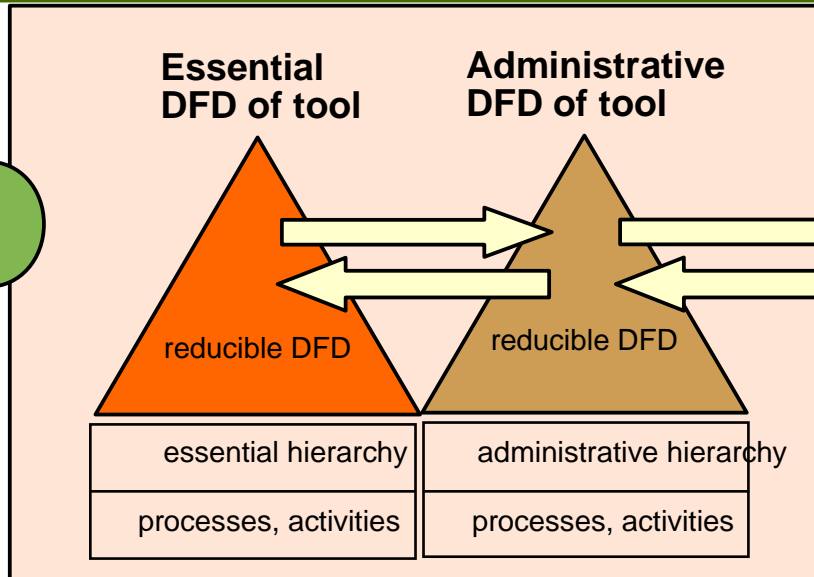 Essential
DFD of tool
Administrative
DFD of tool
reducible DFD
reducible DFD
essential hierarchy
administrative hierarchy
processes, activities
processes, activities